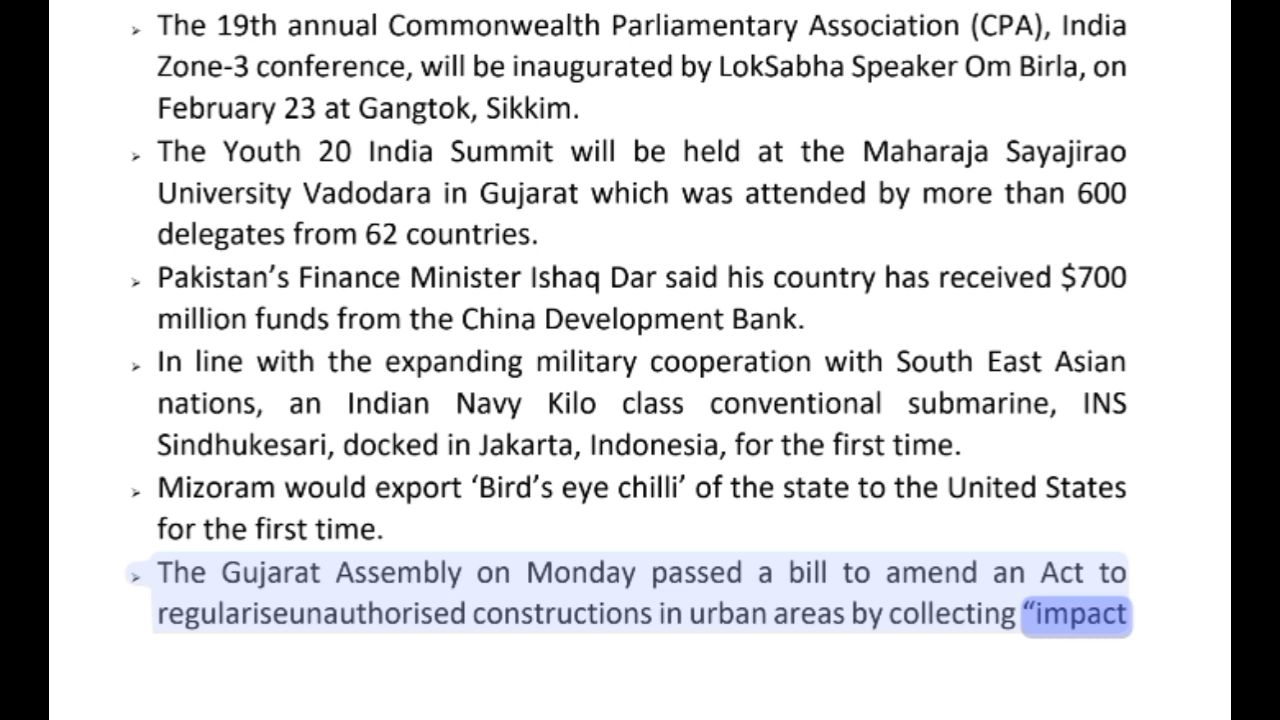 ➢ The 19th annual Commonwealth Parliamentary Association (CPA), India
Zone-3 conference, will be inaugurated by LokSabha Speaker Om Birla, on
February 23 at Gangtok, Sikkim.
➢ The Youth 20 India Summit will be held at the Maharaja Sayajirao
University Vadodara in Gujarat which was attended by more than 600
delegates from 62 countries.
➢ Pakistan’s Finance Minister Ishaq Dar said his country has received $700
million funds from the China Development Bank.
➢ In line with the expanding military cooperation with South East Asian
nations, an Indian Navy Kilo class conventional submarine, INS
Sindhukesari, docked in Jakarta, Indonesia, for the first time.
➢ Mizoram would export ‘Bird’s eye chilli’ of the state to the United States
for the first time.
➢ The Gujarat Assembly on Monday passed a bill to amend an Act to
regulariseunauthorised constructions in urban areas by collecting “impact